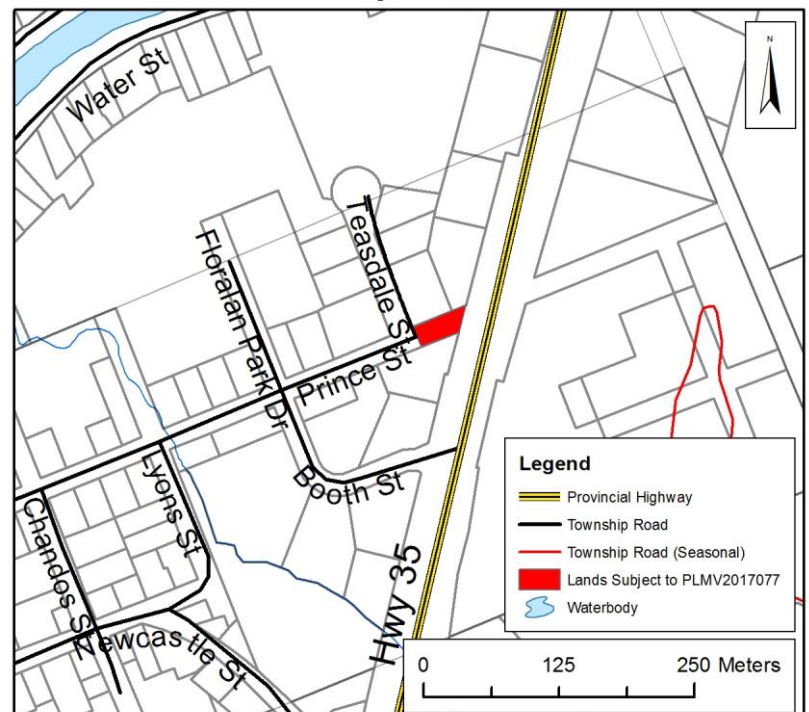 N
Water St
Teasdale St
Floralan Park Dr
Prince St
Booth St
Lyons St
Chandos St
Newcastle St
Hwy 35
Legend
Provincial Highway
Township Road
Township Road (Seasonal)
Lands Subject to PLMV2017077
Waterbody
0 125 250 Meters